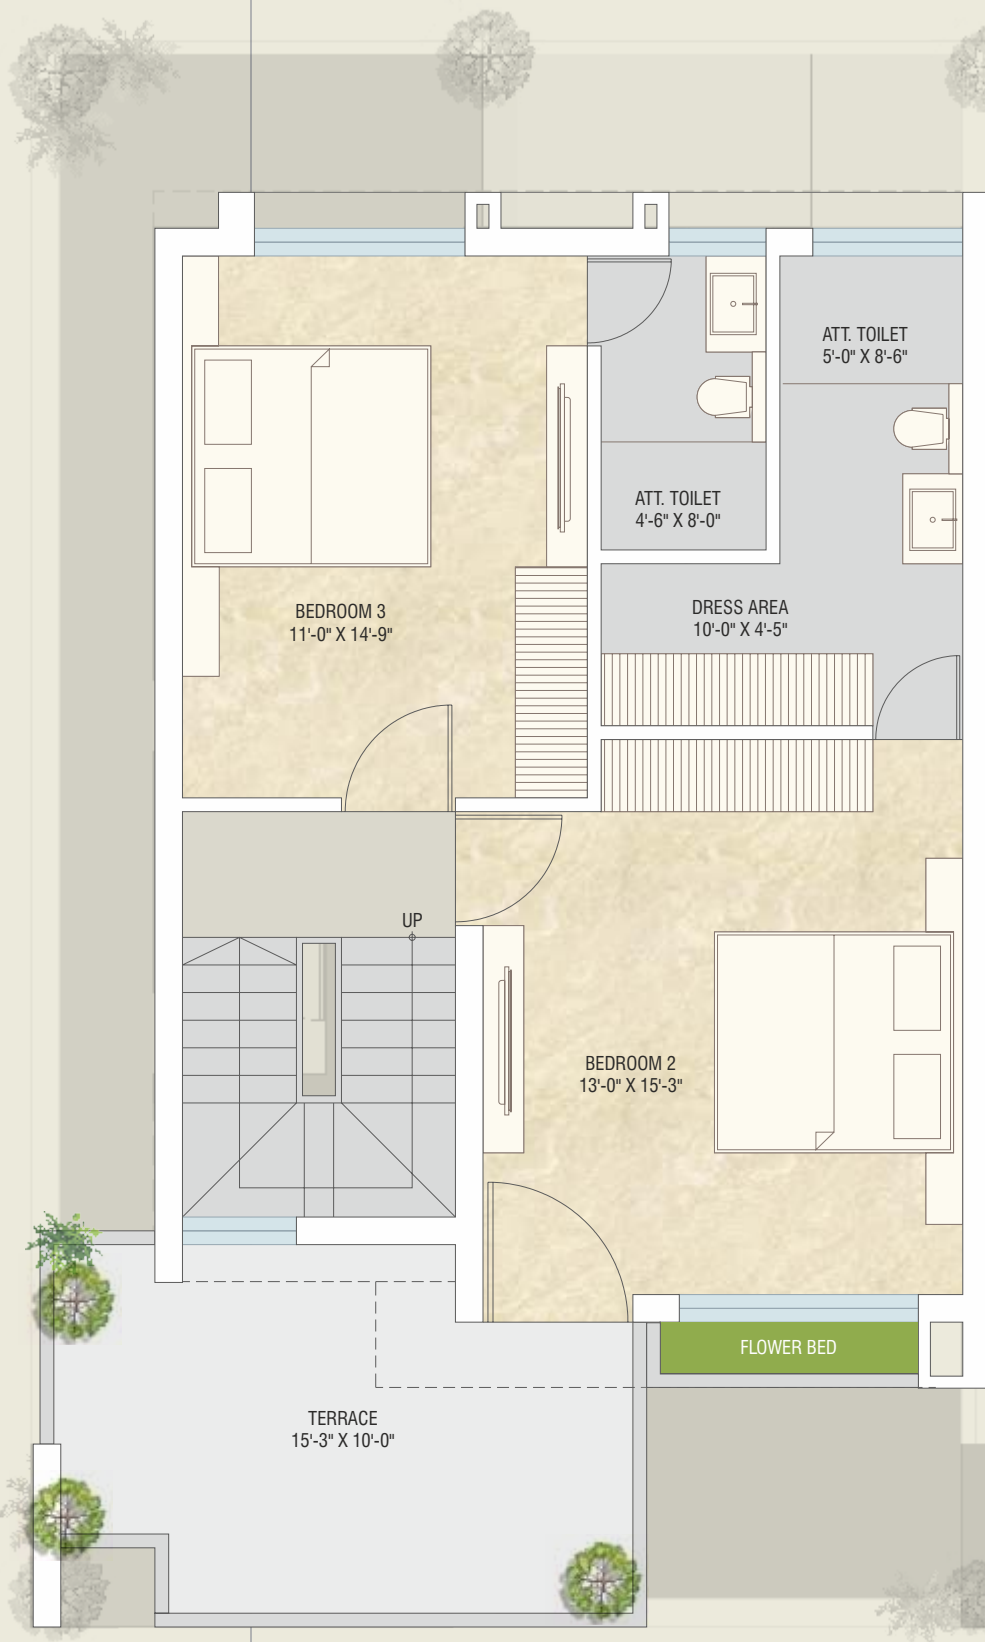 ATT. TOILET
5'-0" X 8'-6"
ATT. TOILET
4'-6" X 8'-0"
BEDROOM 3
11'-0" X 14'-9"
DRESS AREA
10'-0" X 4'-5"
UP
BEDROOM 2
13'-0" X 15'-3"
FLOWER BED
TERRACE
15'-3" X 10'-0"